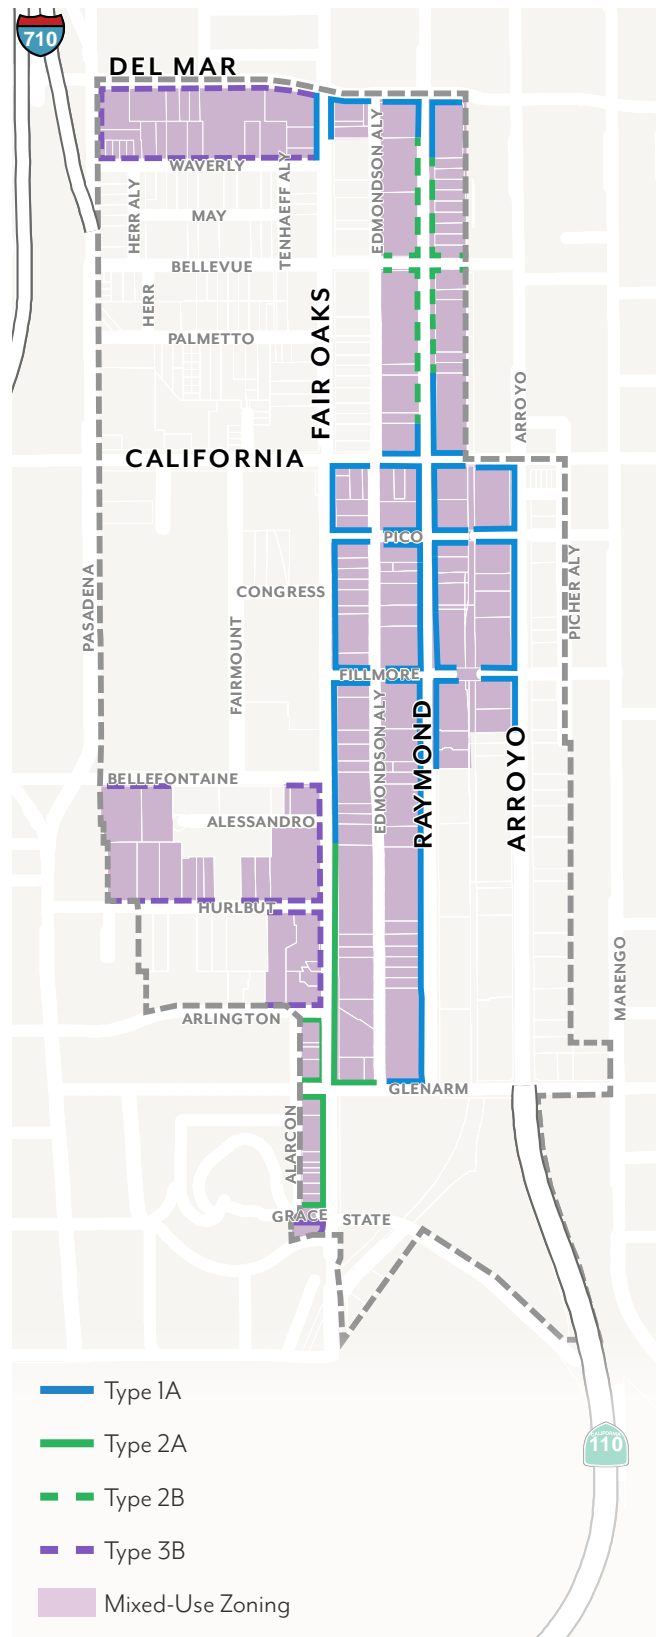 710
DEL MAR
WAVERLY
HERR ALY
TENHAEFF ALY
EDMONDSON ALY
MAY
BELLEVUE
HERR
PALMETTO
FAIR OAKS
ARROYO
CALIFORNIA
PICO
PASADENA
CONGRESS
PICHER ALY
FAIRMOUNT
FILLMORE
EDMONDSON ALY
RAYMOND
ARROYO
BELLEFONTAINE
ALESSANDRO
HURLBUT
MARENGO
ARLINGTON
GLENARM
ALARCON
GRACE
STATE
CALIFORNIA
110
Type 1A
Type 2A
Type 2B
Type 3B
Mixed-Use Zoning